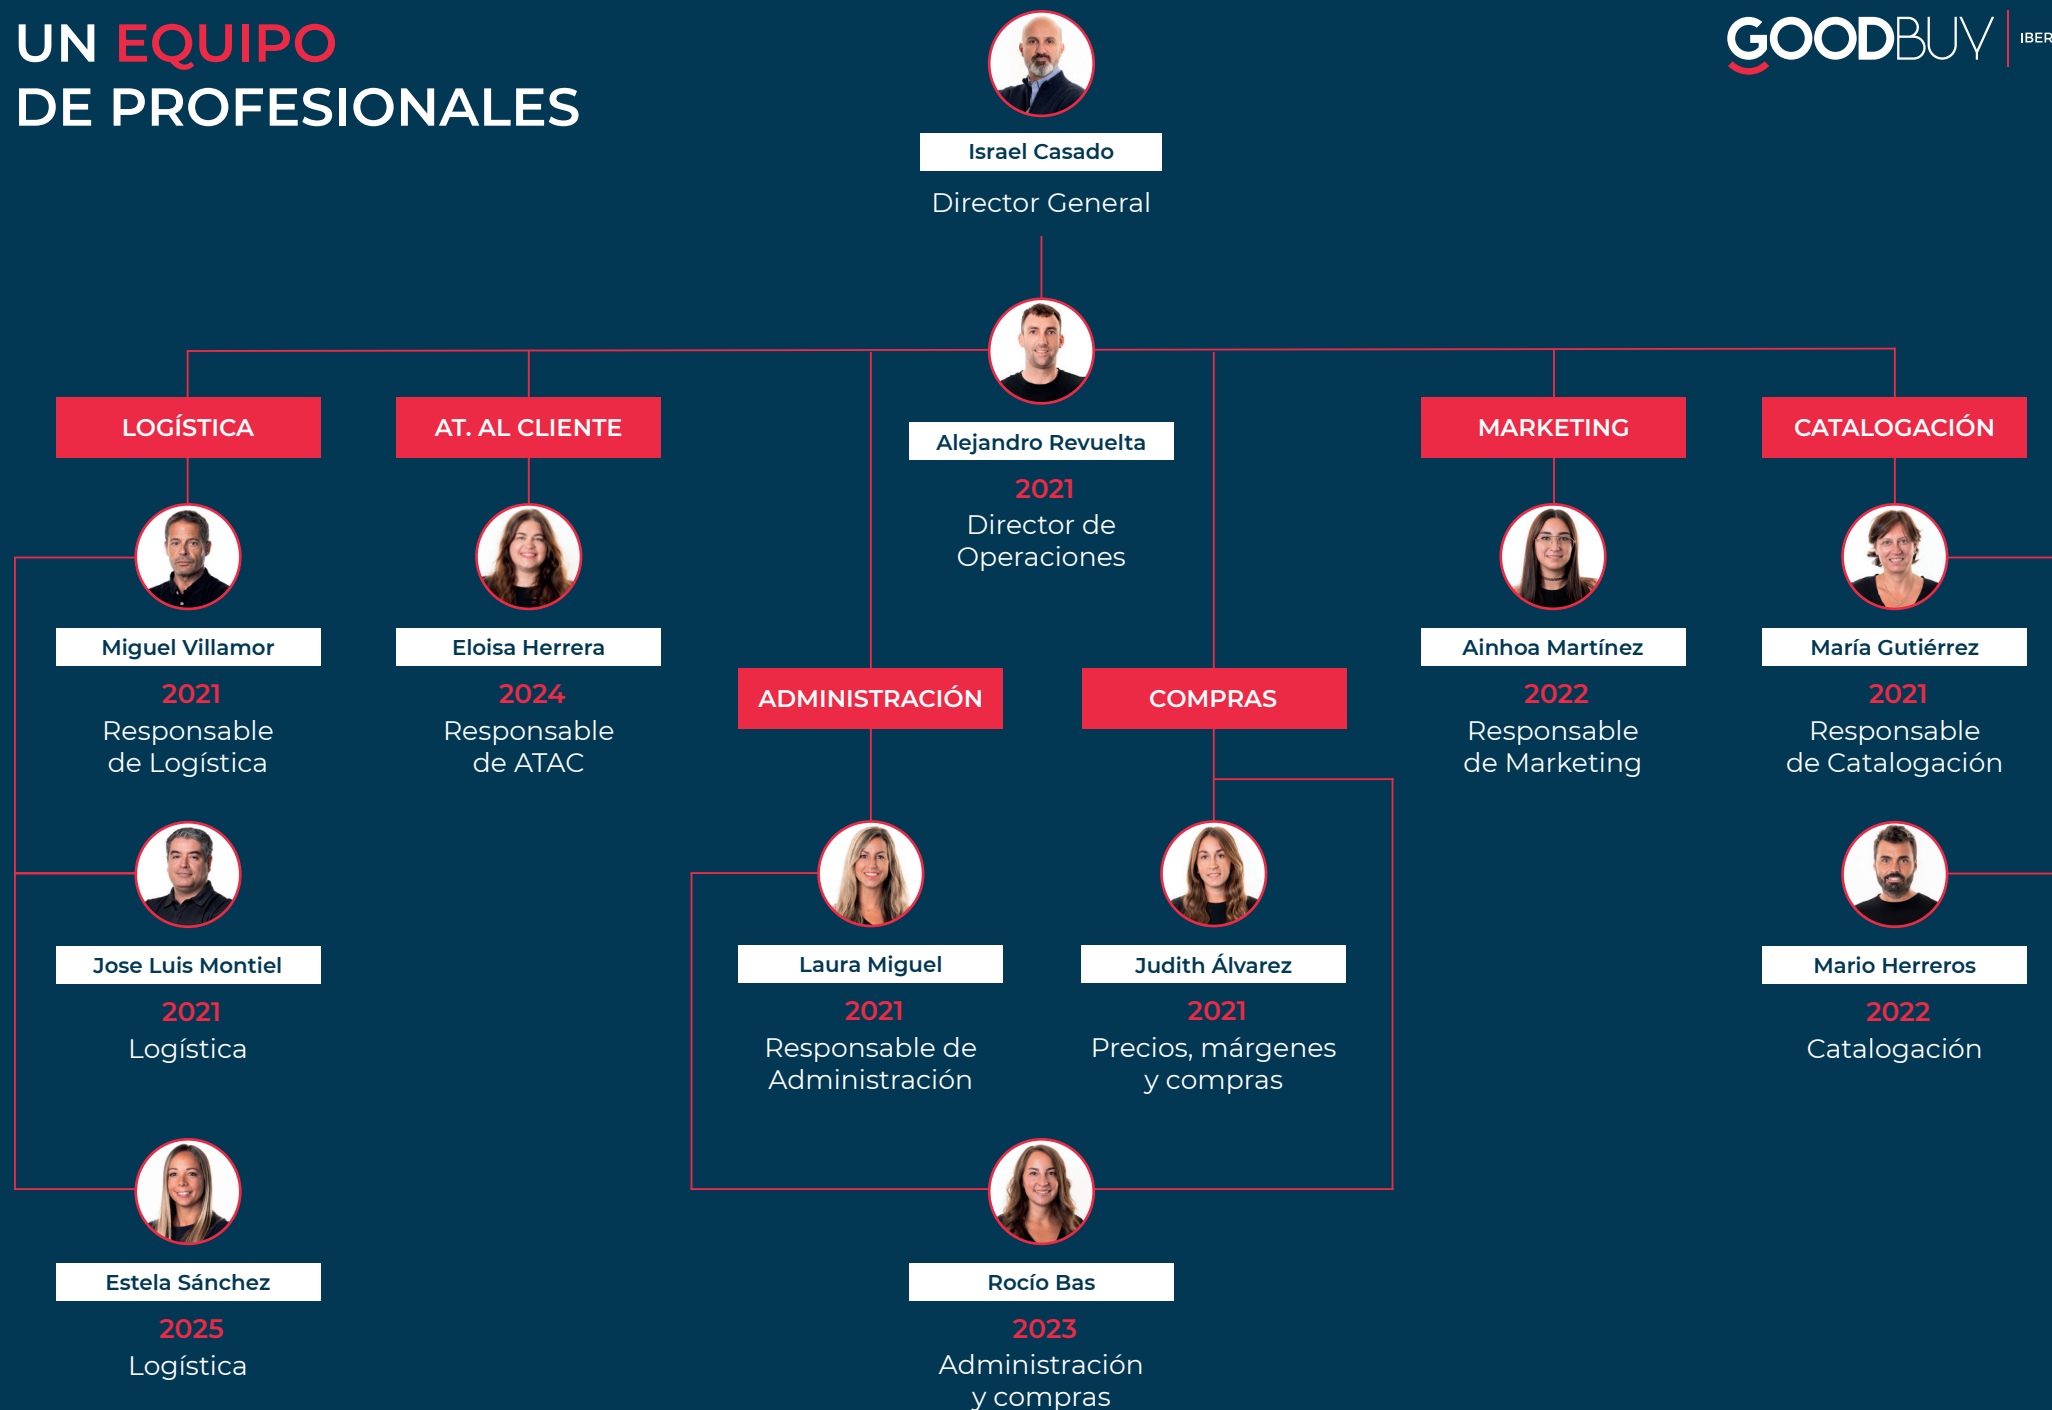 UN EQUIPO
DE PROFESIONALES
GOODBUY
Israel Casado
Director General
Alejandro Revuelta
2021
Director de
Operaciones
LOGÍSTICA
Miguel Villamor
2021
Responsable
de Logística
Jose Luis Montiel
2021
Logística
Estela Sánchez
2025
Logística
AT. AL CLIENTE
Eloisa Herrera
2024
Responsable
de ATAC
ADMINISTRACIÓN
Laura Miguel
2021
Responsable de
Administración
COMPRAS
Judith Álvarez
2021
Precios, márgenes
y compras
Rocío Bas
2023
Administración
y compras
MARKETING
Ainhoa Martínez
2022
Responsable
de Marketing
CATALOGACIÓN
María Gutiérrez
2021
Responsable
de Catalogación
Mario Herreros
2022
Catalogación